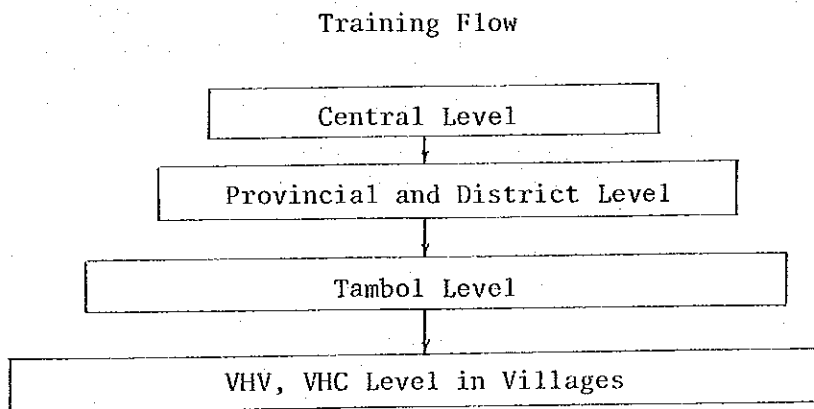 Training Flow
Central Level
Provincial and District Level
Tambol Level
VHV, VHC Level in Villages